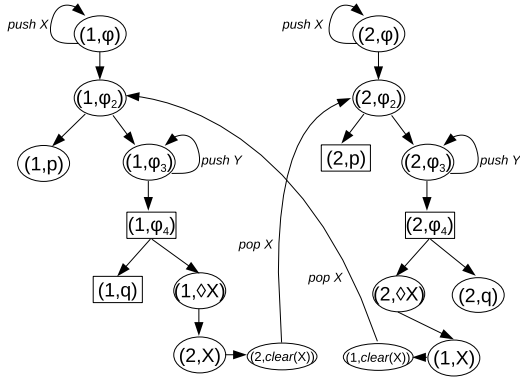 push X
(1,φ)
push X
(2,φ)
(1,φ₂)
(2,φ₂)
(1,p)
(1,φ₃)
push Y
(2,p)
(2,φ₃)
push Y
(1,φ₄)
(2,φ₄)
pop X
pop X
(1,q)
(1,◊X)
(2,◊X)
(2,q)
(2,X)
(2,clear(X))
(1,clear(X))
(1,X)